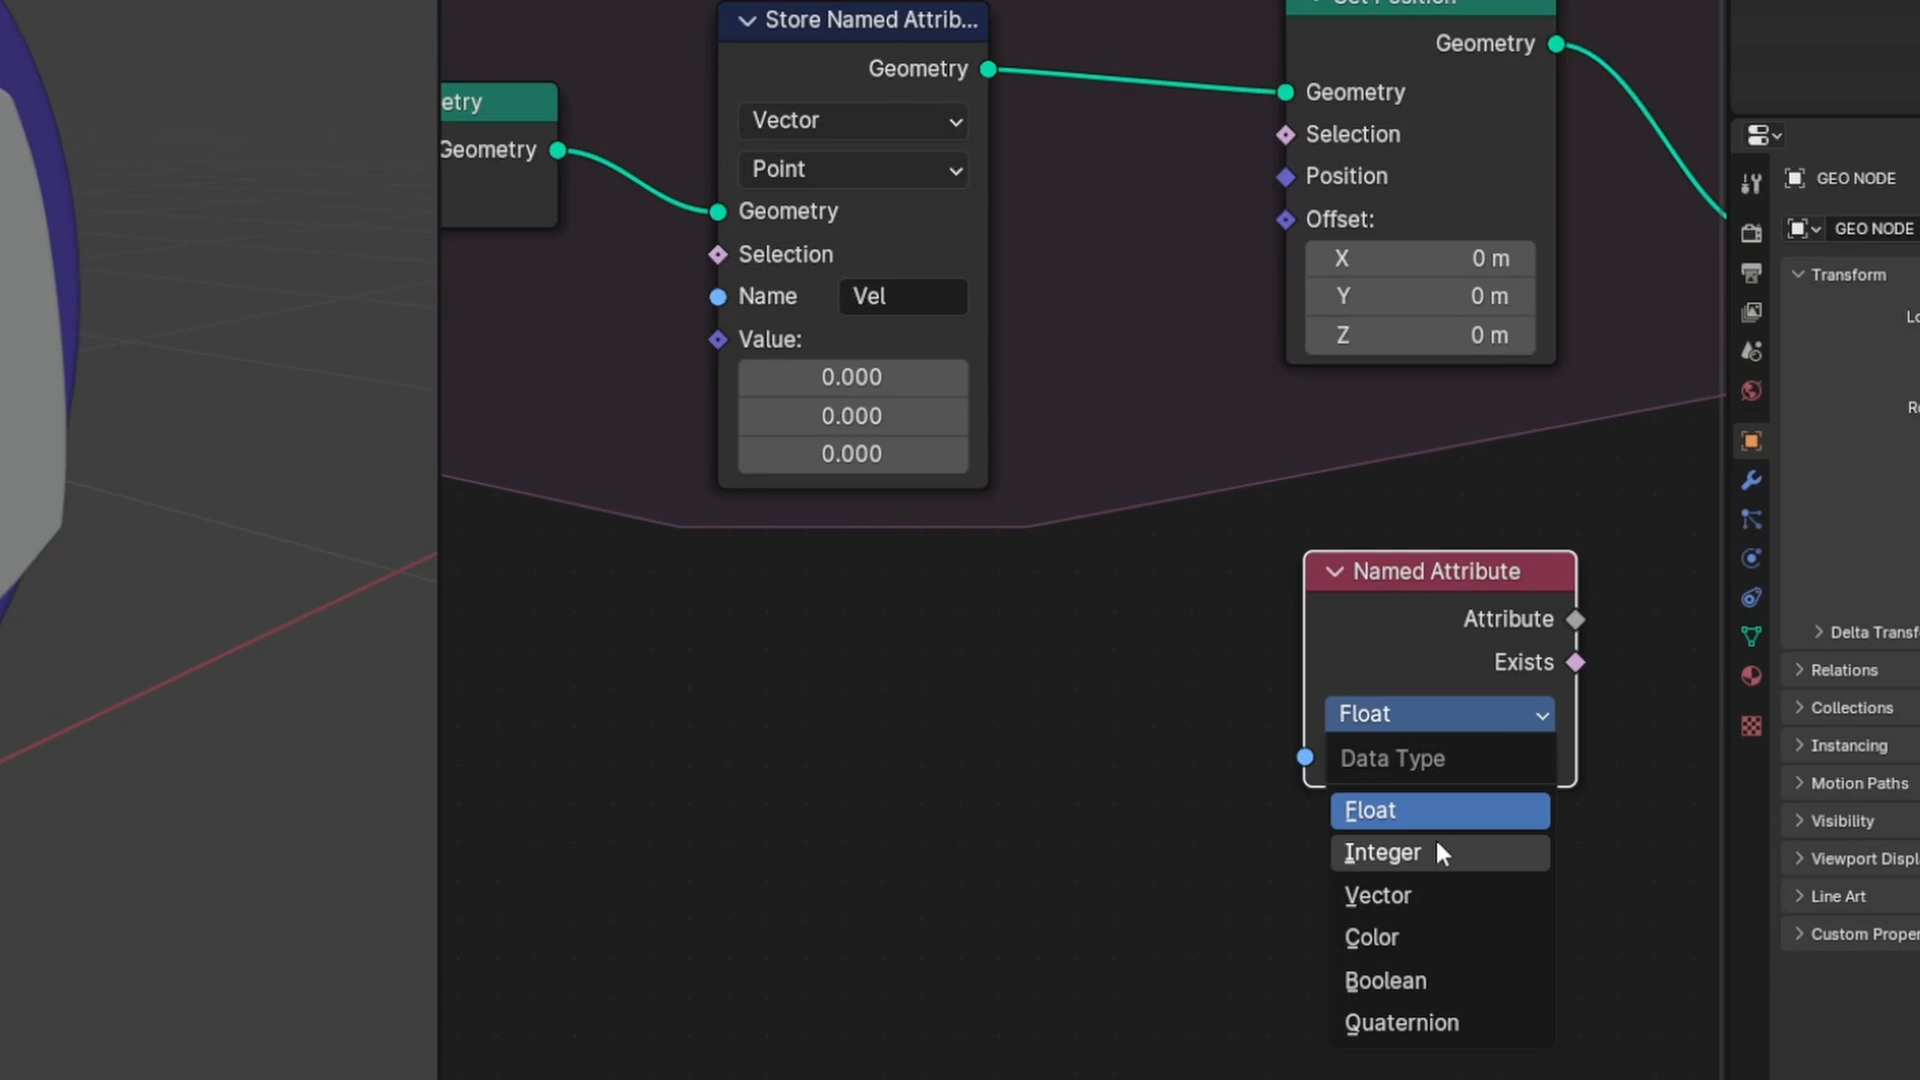 Store Named Attrib...
Geometry
Vector
Point
Geometry
Selection
Name Vel
Value:
0.000
0.000
0.000
etry
Geometry
Geometry
Geometry
Selection
Position
Offset:
X 0 m
Y 0 m
Z 0 m
Named Attribute
Attribute
Exists
Float
Data Type
Float
Integer
Vector
Color
Boolean
Quaternion
GEO NODE
GEO NODE
Transform
Lo
Ro
Delta Transf
Relations
Collections
Instancing
Motion Paths
Visibility
Viewport Displ
Line Art
Custom Proper